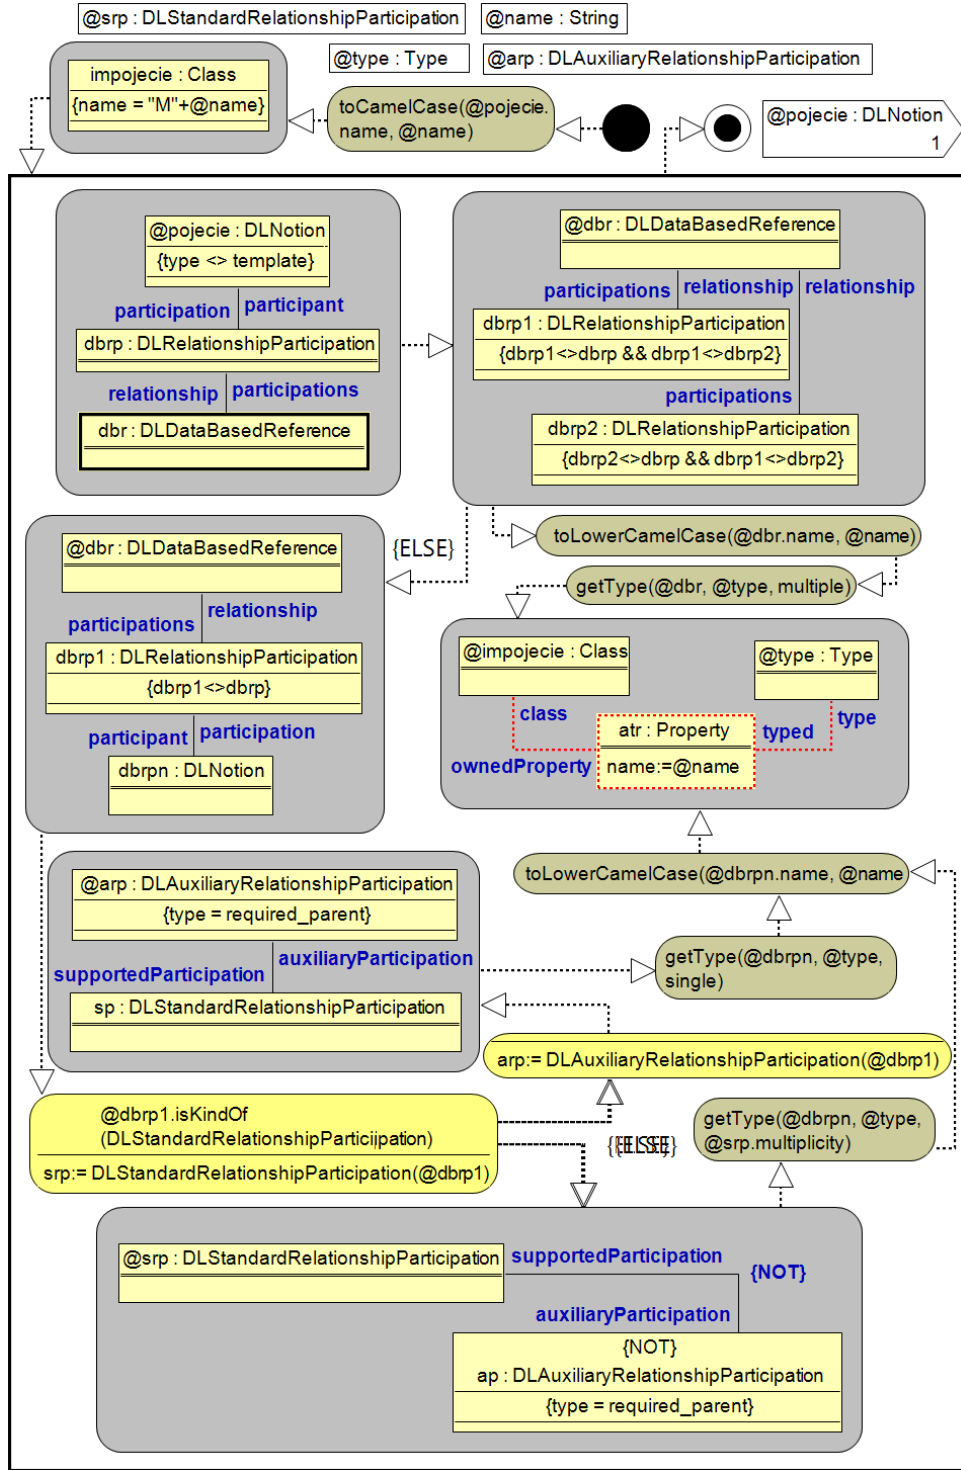 @srp : DLStandardRelationshipParticipation
@name : String
@type : Type
@arp : DLAuxiliaryRelationshipParticipation
impojecie : Class
{name = "M"+@name}
toCamelCase(@pojecie.
name, @name)
@pojecie : DLNotion
1
@pojecie : DLNotion
{type <> template}
participation
participant
dbrp : DLRelationshipParticipation
relationship
participations
dbr : DLDataBasedReference
@dbr : DLDataBasedReference
participations
relationship
relationship
dbrp1 : DLRelationshipParticipation
{dbrp1<>dbrp && dbrp1<>dbrp2}
participations
dbrp2 : DLRelationshipParticipation
{dbrp2<>dbrp && dbrp1<>dbrp2}
{ELSE}
toLowerCamelCase(@dbr.name, @name)
getType(@dbr, @type, multiple)
@dbr : DLDataBasedReference
participations
relationship
dbrp1 : DLRelationshipParticipation
{dbrp1<>dbrp}
participant
participation
dbrpn : DLNotion
@impojecie : Class
@type : Type
class
type
atr : Property
typed
ownedProperty
name:=@name
toLowerCamelCase(@dbrpn.name, @name
@arp : DLAuxiliaryRelationshipParticipation
{type = required_parent}
supportedParticipation
auxiliaryParticipation
sp : DLStandardRelationshipParticipation
getType(@dbrpn, @type,
single)
arp:= DLAuxiliaryRelationshipParticipation(@dbrp1)
@dbrp1.isKindOf
(DLStandardRelationshipParticijpation)
srp:= DLStandardRelationshipParticipation(@dbrp1)
{ELSE}
getType(@dbrpn, @type,
@srp.multiplicity)
@srp : DLStandardRelationshipParticipation
supportedParticipation
{NOT}
auxiliaryParticipation
{NOT}
ap : DLAuxiliaryRelationshipParticipation
{type = required_parent}